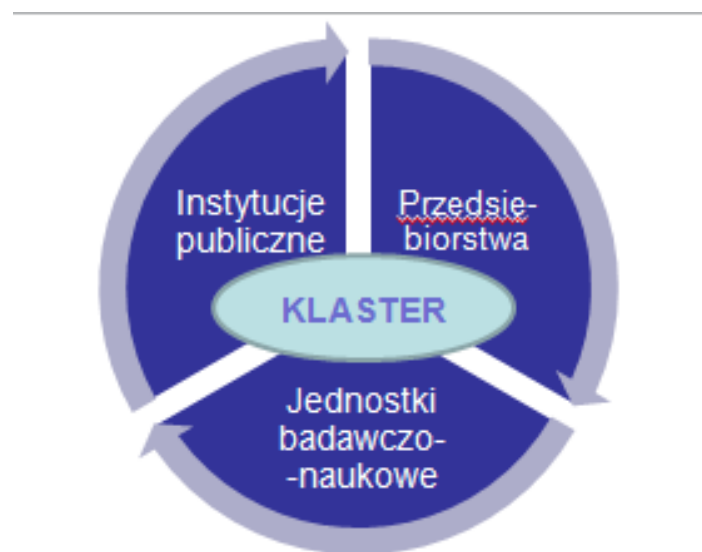 Instytucje
publiczne
Przedsię-
biorstwa
KLASTER
Jednostki
badawczo-
-naukowe